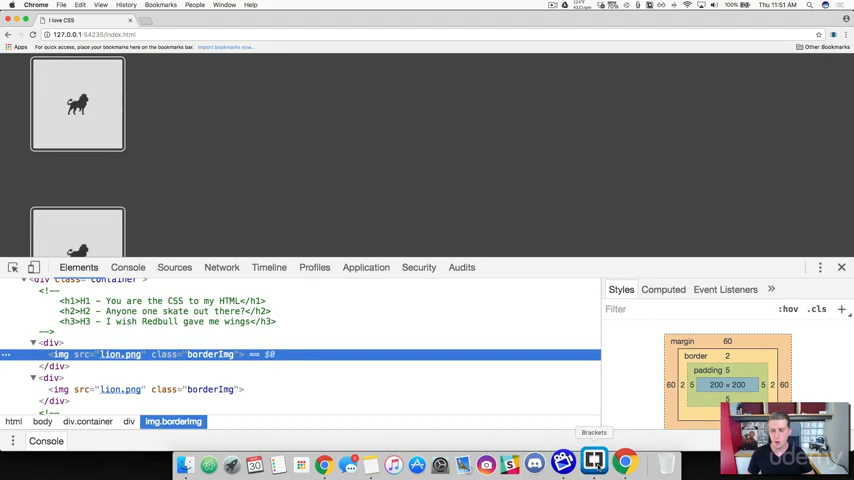 Chrome File Edit View History Bookmarks People Window Help
100% Thu 11:51 AM
I love CSS
127.0.0.1:54235/index.html
Apps For quick access, place your bookmarks here on the bookmarks bar. Import bookmarks now... Other Bookmarks
Elements Console Sources Network Timeline Profiles Application Security Audits
<div class="container">
<!--
<h1>H1 - You are the CSS to my HTML</h1>
<h2>H2 - Anyone one skate out there?</h2>
<h3>H3 - I wish Redbull gave me wings</h3>
-->
<div>
<img src="lion.png" class="borderImg"> == $0
</div>
<div>
<img src="lion.png" class="borderImg">
</div>
<!--
html body div.container div img.borderImg
Console
Styles Computed Event Listeners »
Filter :hov .cls +
margin 60
border 2
padding 5
60 2 5 200 × 200 5 2 60
5
Brackets
30
udemy